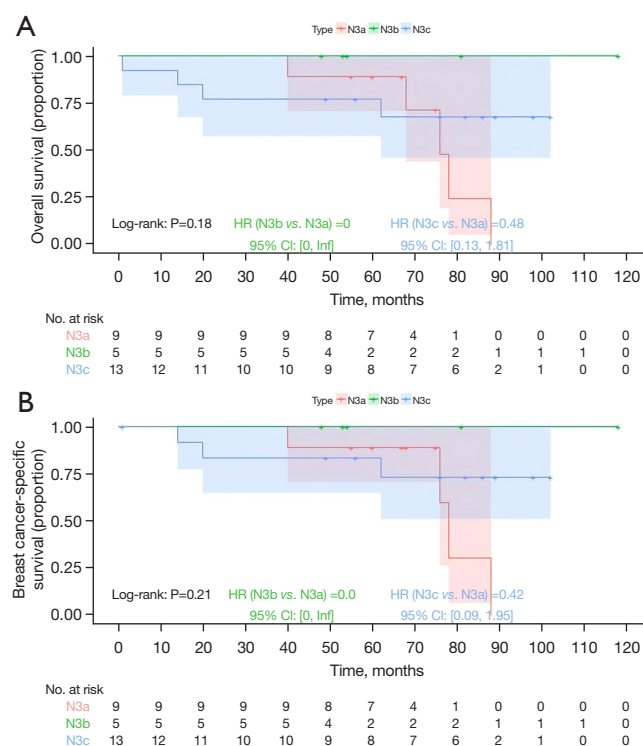 A
Type N3a N3b N3c
1.00
0.75
0.50
0.25
0.00
Overall survival (proportion)
Log-rank: P=0.18
HR (N3b vs. N3a) =0
95% CI: [0, Inf]
HR (N3c vs. N3a) =0.48
95% CI: [0.13, 1.81]
0 10 20 30 40 50 60 70 80 90 100 110 120
Time, months
No. at risk
N3a 9 9 9 9 9 8 7 4 1 0 0 0 0
N3b 5 5 5 5 5 4 2 2 2 1 1 1 0
N3c 13 12 11 10 10 9 8 7 6 2 1 0 0
B
Type N3a N3b N3c
1.00
0.75
0.50
0.25
0.00
Breast cancer-specific
survival (proportion)
Log-rank: P=0.21
HR (N3b vs. N3a) =0.0
95% CI: [0, Inf]
HR (N3c vs. N3a) =0.42
95% CI: [0.09, 1.95]
0 10 20 30 40 50 60 70 80 90 100 110 120
Time, months
No. at risk
N3a 9 9 9 9 9 8 7 4 1 0 0 0 0
N3b 5 5 5 5 5 4 2 2 2 1 1 1 0
N3c 13 12 11 10 10 9 8 7 6 2 1 0 0